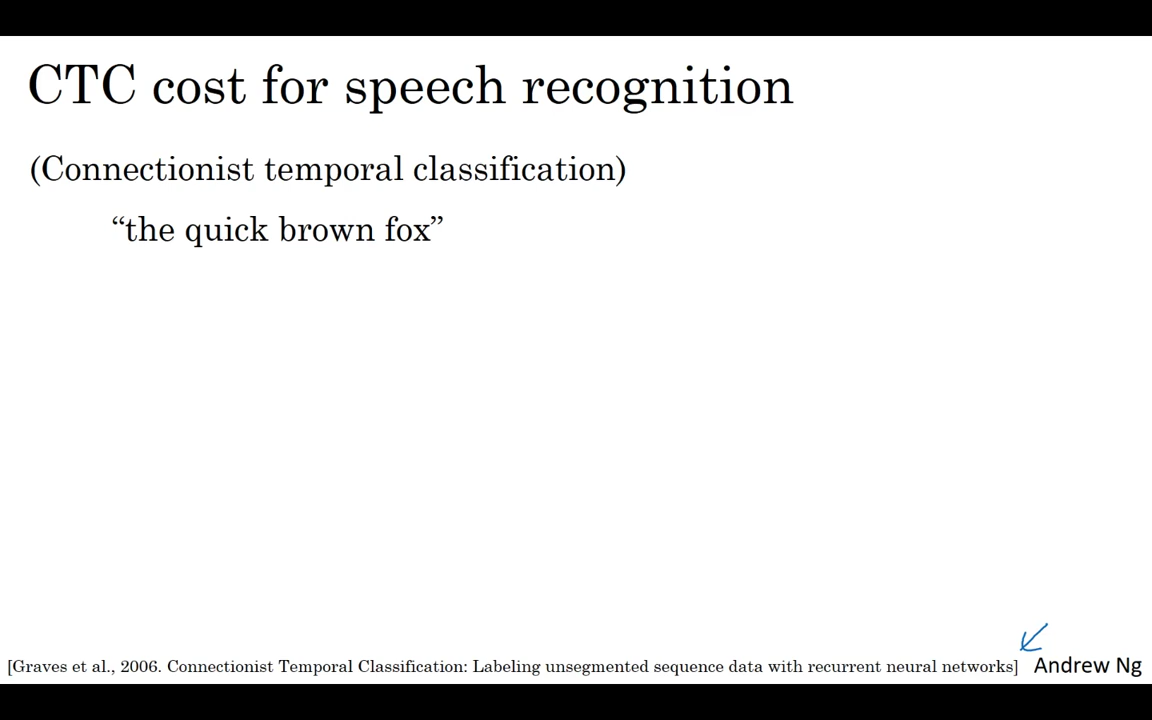 CTC cost for speech recognition
(Connectionist temporal classification)
“the quick brown fox”
[Graves et al., 2006. Connectionist Temporal Classification: Labeling unsegmented sequence data with recurrent neural networks]
Andrew Ng